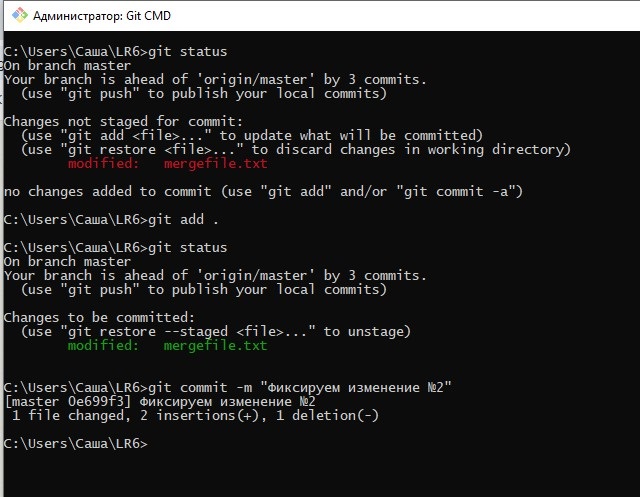 Администратор: Git CMD
C:\Users\Саша\LR6>git status
On branch master
Your branch is ahead of 'origin/master' by 3 commits.
  (use "git push" to publish your local commits)
Changes not staged for commit:
  (use "git add <file>..." to update what will be committed)
  (use "git restore <file>..." to discard changes in working directory)
        modified:   mergefile.txt
no changes added to commit (use "git add" and/or "git commit -a")
C:\Users\Саша\LR6>git add .
C:\Users\Саша\LR6>git status
On branch master
Your branch is ahead of 'origin/master' by 3 commits.
  (use "git push" to publish your local commits)
Changes to be committed:
  (use "git restore --staged <file>..." to unstage)
        modified:   mergefile.txt
C:\Users\Саша\LR6>git commit -m "Фиксируем изменение №2"
[master 0e699f3] Фиксируем изменение №2
 1 file changed, 2 insertions(+), 1 deletion(-)
C:\Users\Саша\LR6>